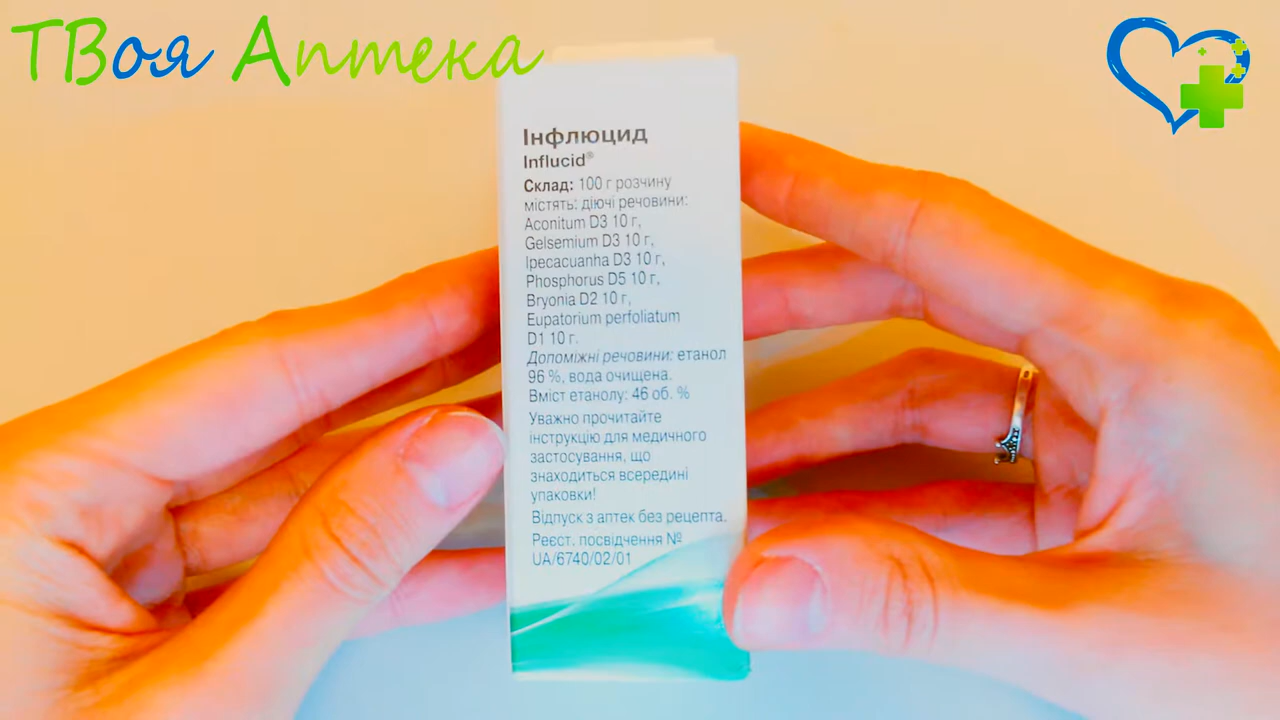 ТВоя Аптека
Інфлюцид
Influcid®
Склад: 100 г розчину
містять: діючі речовини:
Aconitum D3 10 г,
Gelsemium D3 10 г,
Ipecacuanha D3 10 г,
Phosphorus D5 10 г,
Bryonia D2 10 г,
Eupatorium perfoliatum
D1 10 г.
Допоміжні речовини: етанол
96 %, вода очищена.
Вміст етанолу: 46 об. %
Уважно прочитайте
інструкцію для медичного
застосування, що
знаходиться всередині
упаковки!
Відпуск з аптек без рецепта.
Реєст. посвідчення №
UA/6740/02/01